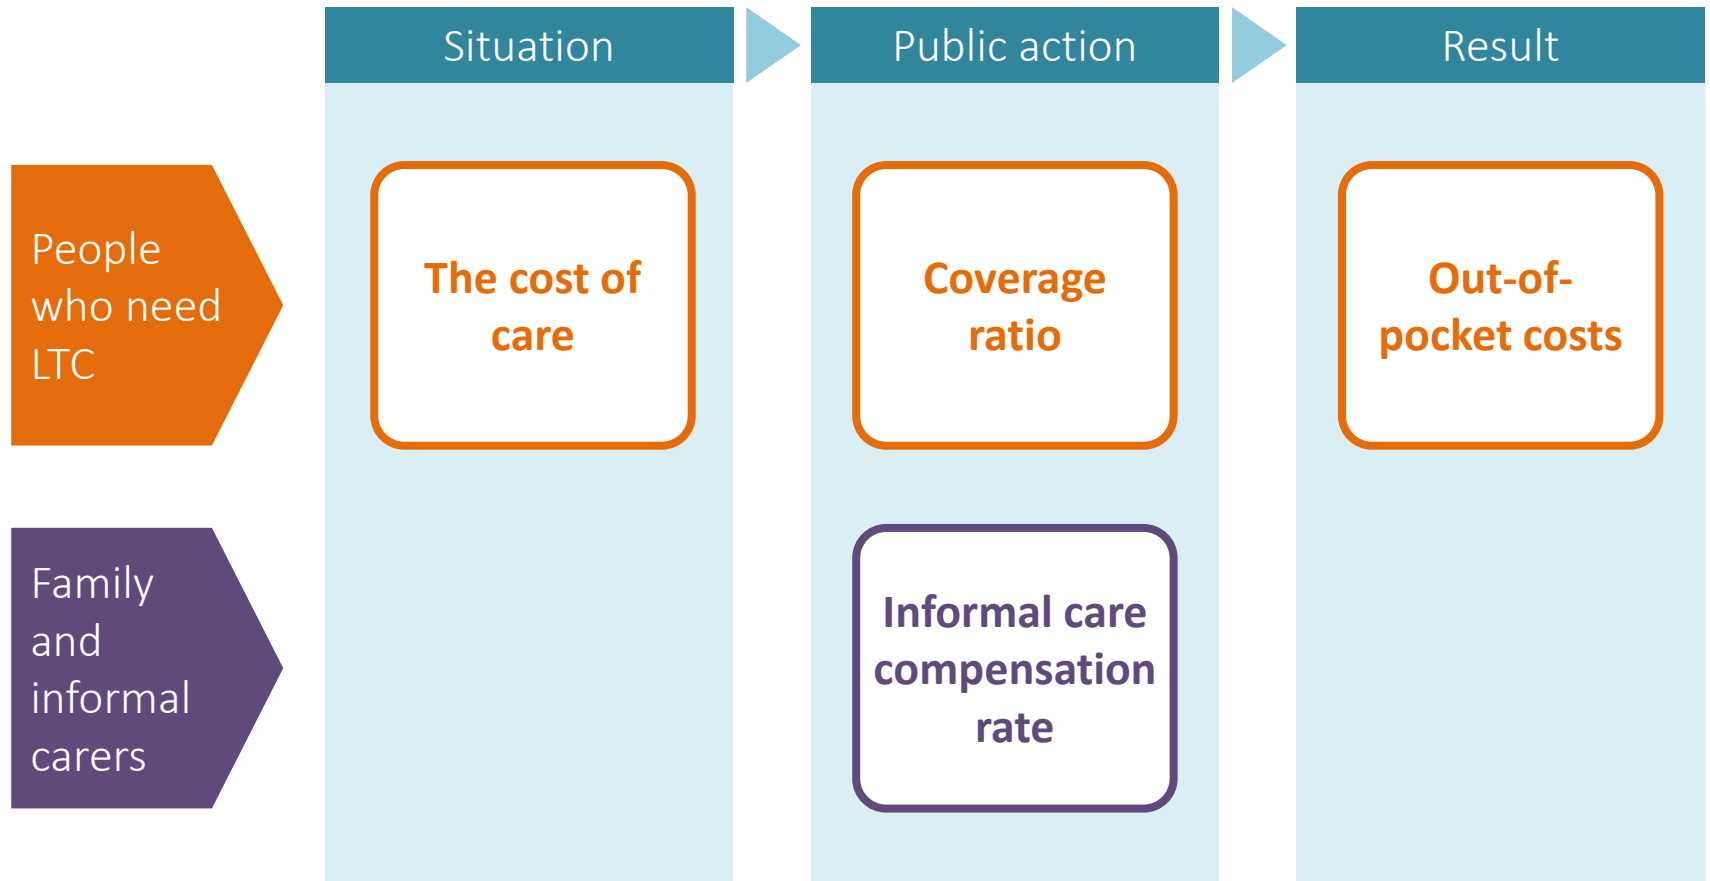 Situation
Public action
Result
People
who need
LTC
The cost of
care
Coverage
ratio
Out-of-
pocket costs
Family
and
informal
carers
Informal care
compensation
rate